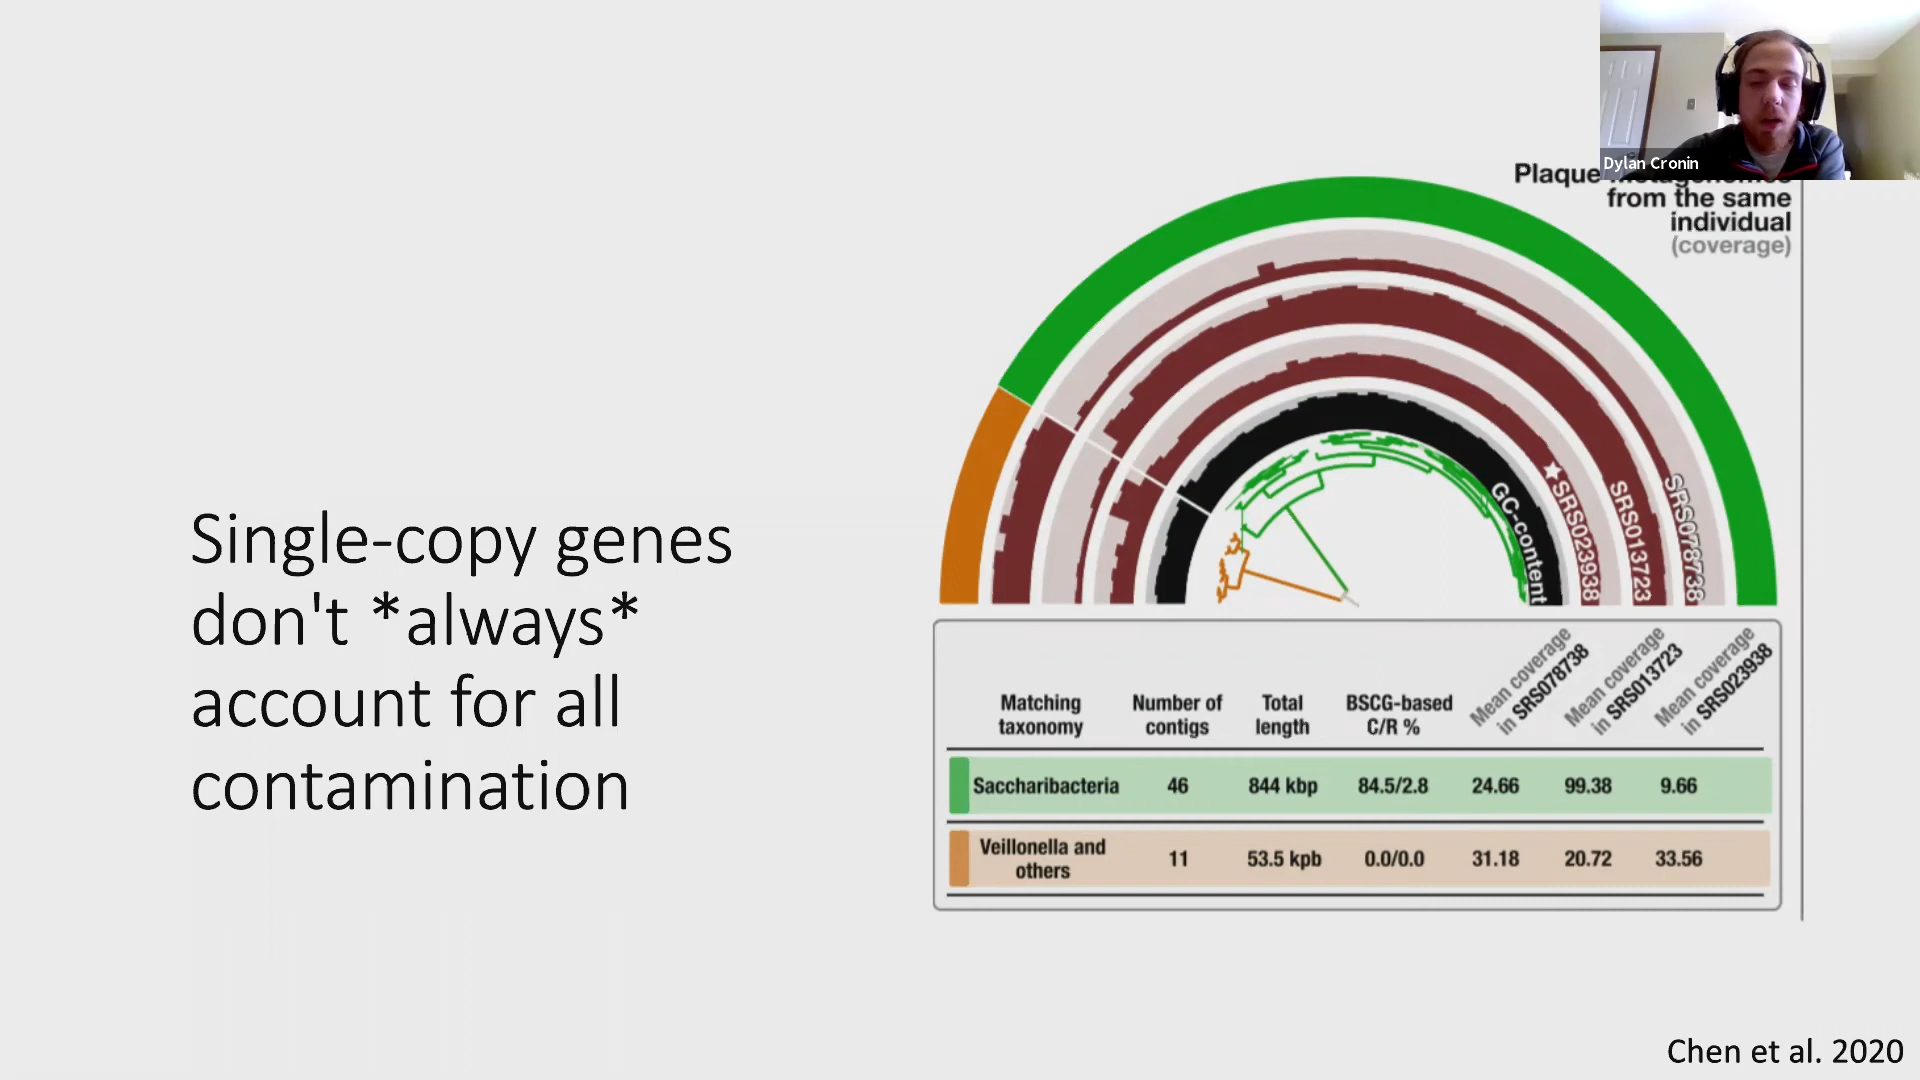 Dylan Cronin
Plaque
from the same
individual
(coverage)
Single-copy genes
don't *always*
account for all
contamination
GC-content
SRS023938
SRS013723
SRS078738
Matching
taxonomy
Number of
contigs
Total
length
BSCG-based
C/R %
Mean coverage
in SRS078738
Mean coverage
in SRS013723
Mean coverage
in SRS023938
Saccharibacteria 46 844 kbp 84.5/2.8 24.66 99.38 9.66
Veillonella and
others
11 53.5 kpb 0.0/0.0 31.18 20.72 33.56
Chen et al. 2020